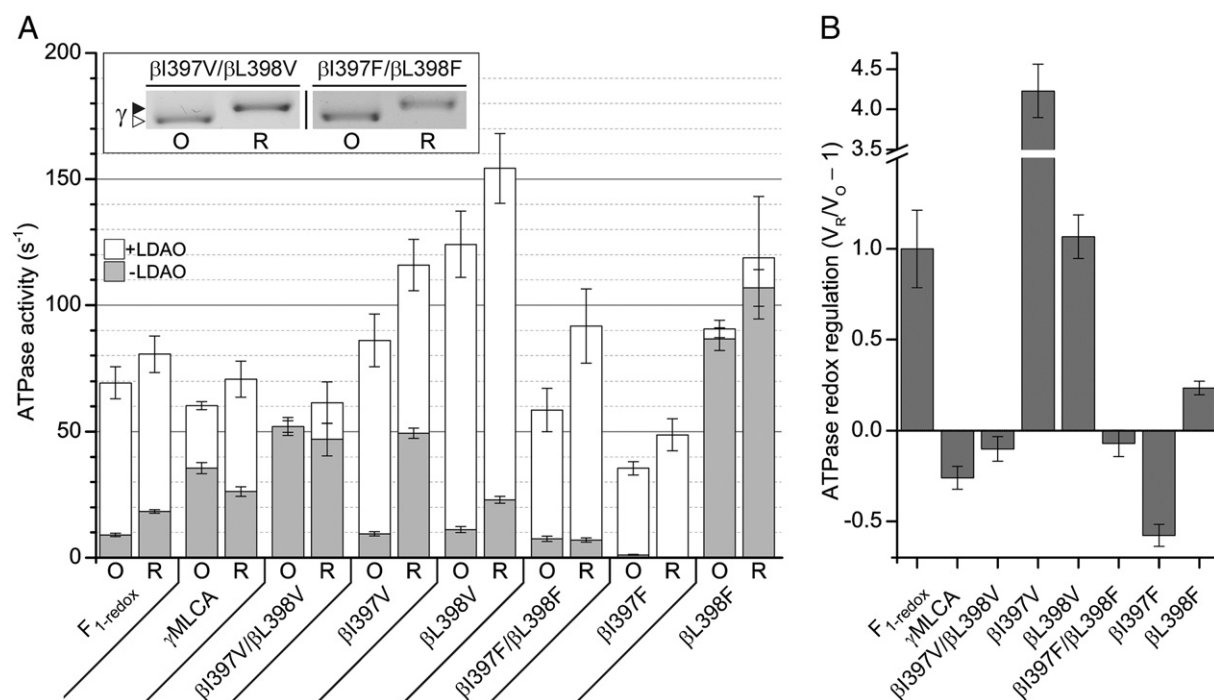 A
200
150
100
50
0
ATPase activity (s⁻¹)
βI397V/βL398V
βI397F/βL398F
γ
O R O R
+LDAO
-LDAO
O R O R O R O R O R O R O R O R
F1-redox
γMLCA
βI397V/βL398V
βI397V
βL398V
βI397F/βL398F
βI397F
βL398F
B
4.5
4.0
3.5
1.0
0.5
0.0
-0.5
ATPase redox regulation (VR/VO – 1)
F1-redox
γMLCA
βI397V/βL398V
βI397V
βL398V
βI397F/βL398F
βI397F
βL398F